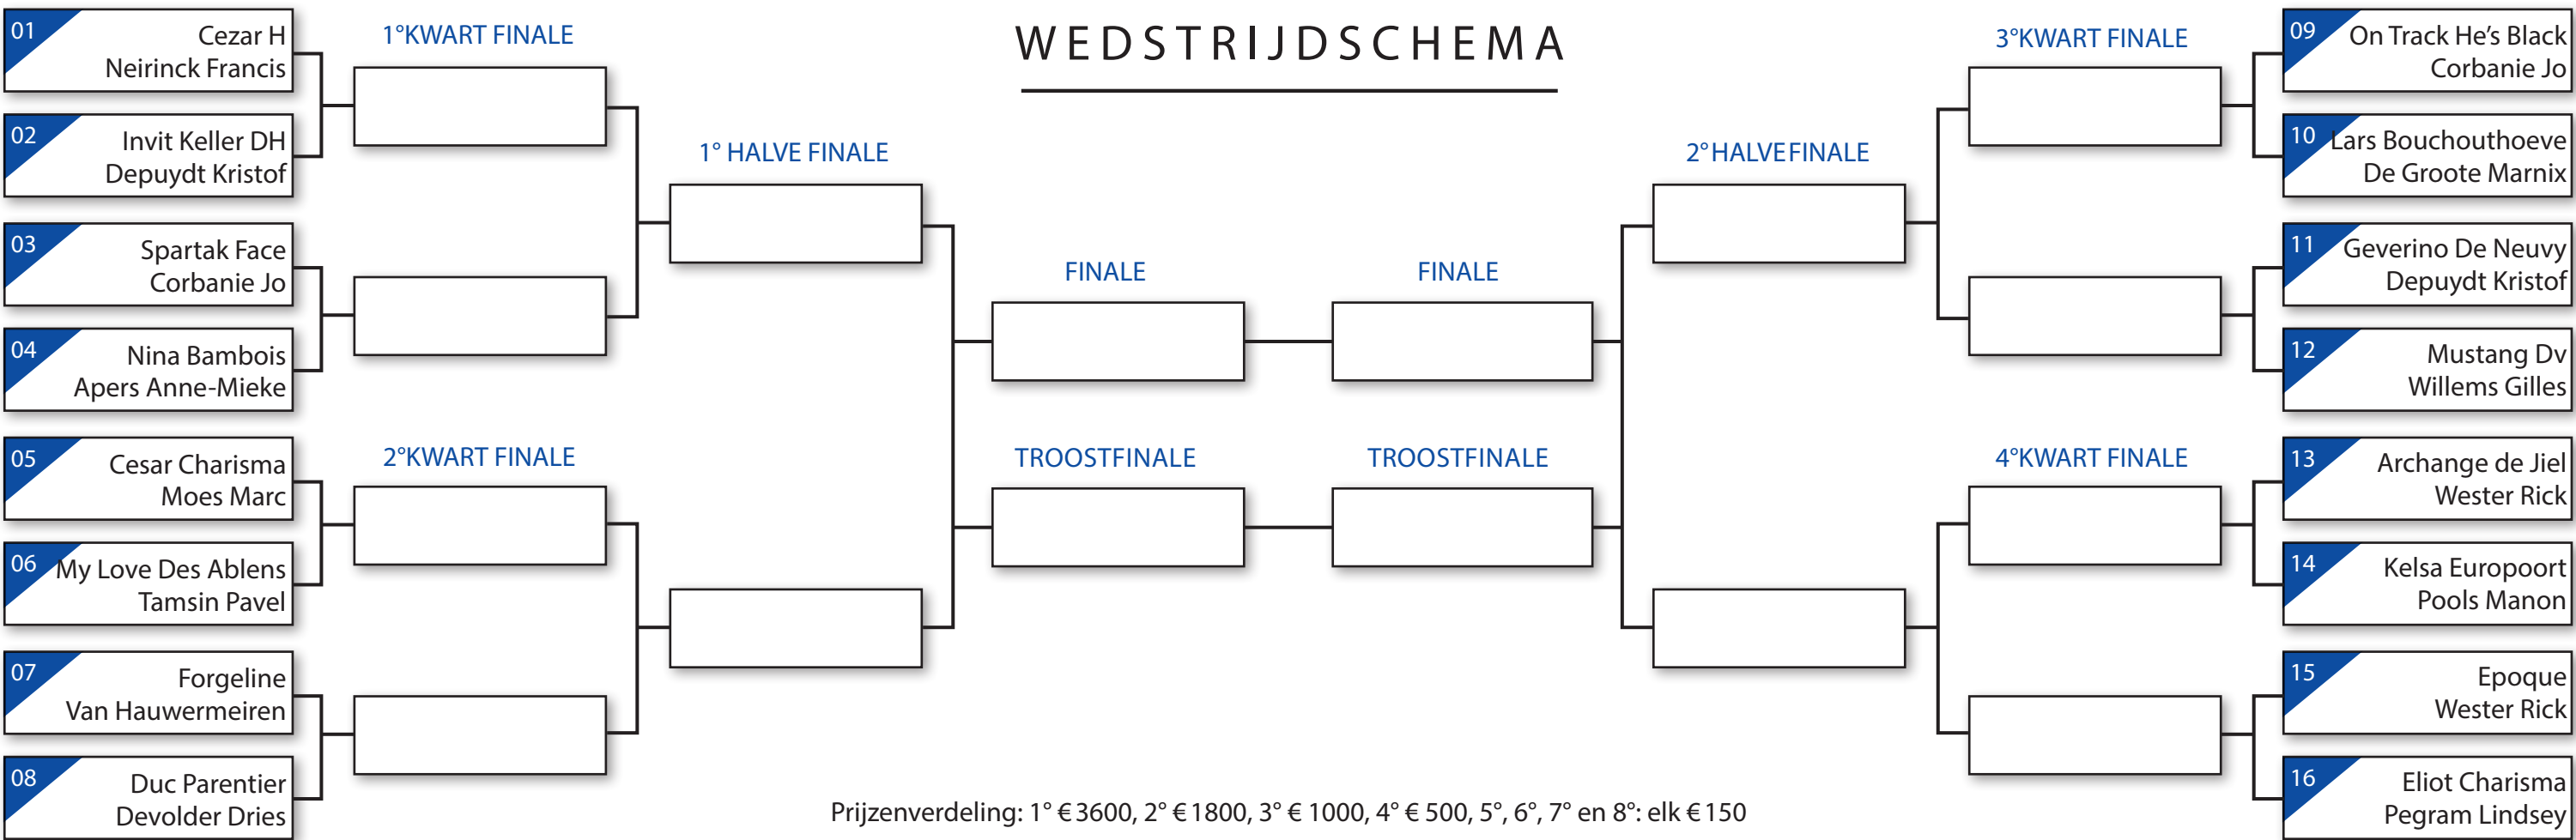 WEDSTRIJDSCHEMA
01
Cezar H
Neirinck Francis
02
Invit Keller DH
Depuydt Kristof
03
Spartak Face
Corbanie Jo
04
Nina Bambois
Apers Anne-Mieke
05
Cesar Charisma
Moes Marc
06
My Love Des Ablens
Tamsin Pavel
07
Forgeline
Van Hauwermeiren
08
Duc Parentier
Devolder Dries
1°KWART FINALE
2°KWART FINALE
1° HALVE FINALE
FINALE
FINALE
TROOSTFINALE
TROOSTFINALE
2°HALVEFINALE
3°KWART FINALE
4°KWART FINALE
09
On Track He’s Black
Corbanie Jo
10
Lars Bouchouthoeve
De Groote Marnix
11
Geverino De Neuvy
Depuydt Kristof
12
Mustang Dv
Willems Gilles
13
Archange de Jiel
Wester Rick
14
Kelsa Europoort
Pools Manon
15
Epoque
Wester Rick
16
Eliot Charisma
Pegram Lindsey
Prijzenverdeling: 1° €3600, 2° €1800, 3° € 1000, 4° € 500, 5°, 6°, 7° en 8°: elk €150